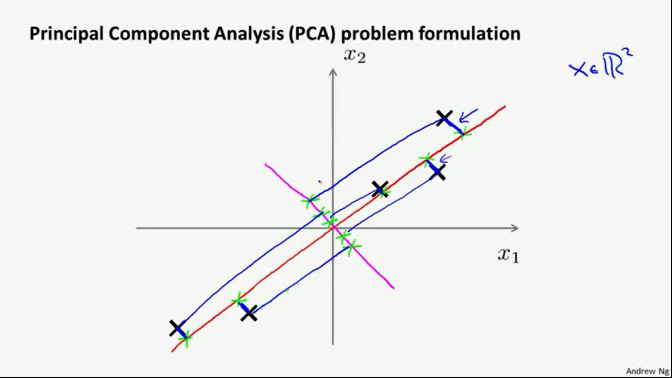 Principal Component Analysis (PCA) problem formulation
x₂
x ∈ ℝ²
x₁
Andrew Ng